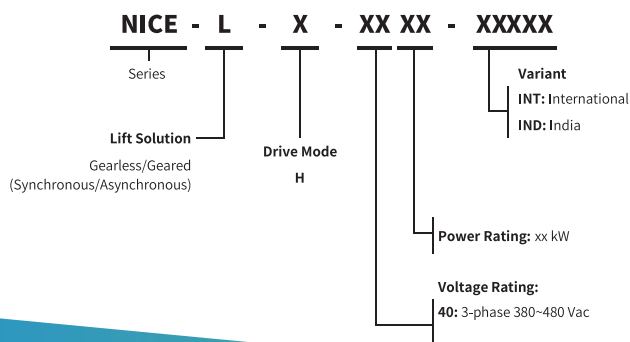 NICE - L - X - XX XX - XXXXX
Series
Lift Solution
Gearless/Geared
(Synchronous/Asynchronous)
Drive Mode
H
Variant
INT: International
IND: India
Power Rating: xx kW
Voltage Rating:
40: 3-phase 380~480 Vac